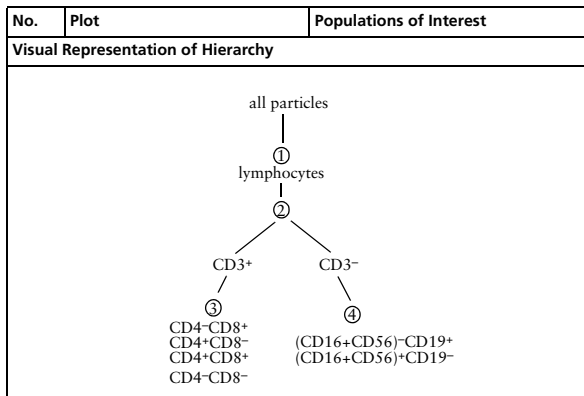 No. Plot Populations of Interest
Visual Representation of Hierarchy
all particles
1
lymphocytes
2
CD3+ CD3–
3 4
CD4–CD8+ (CD16+CD56)–CD19+
CD4+CD8– (CD16+CD56)+CD19–
CD4+CD8+
CD4–CD8–